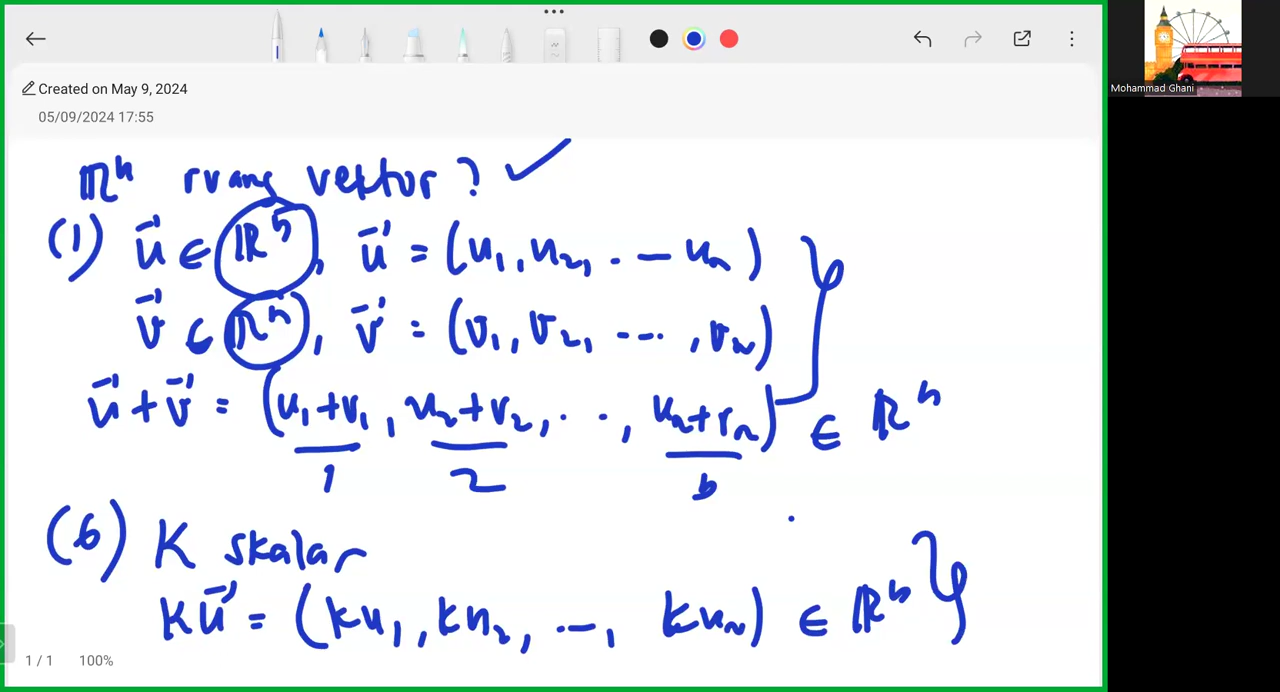 Created on May 9, 2024
05/09/2024 17:55
Mohammad Ghani
ℝⁿ ruang vektor ? ✓
(1) u⃗ ∈ ℝⁿ, u⃗ = (u₁, u₂, ... uₙ)
v⃗ ∈ ℝⁿ, v⃗ = (v₁, v₂, ..., vₙ)
u⃗ + v⃗ = (u₁+v₁, u₂+v₂, ..., uₙ+vₙ) ∈ ℝⁿ
1 2 n
(6) K skalar
Ku⃗ = (ku₁, ku₂, ..., kuₙ) ∈ ℝⁿ
1 / 1 100%